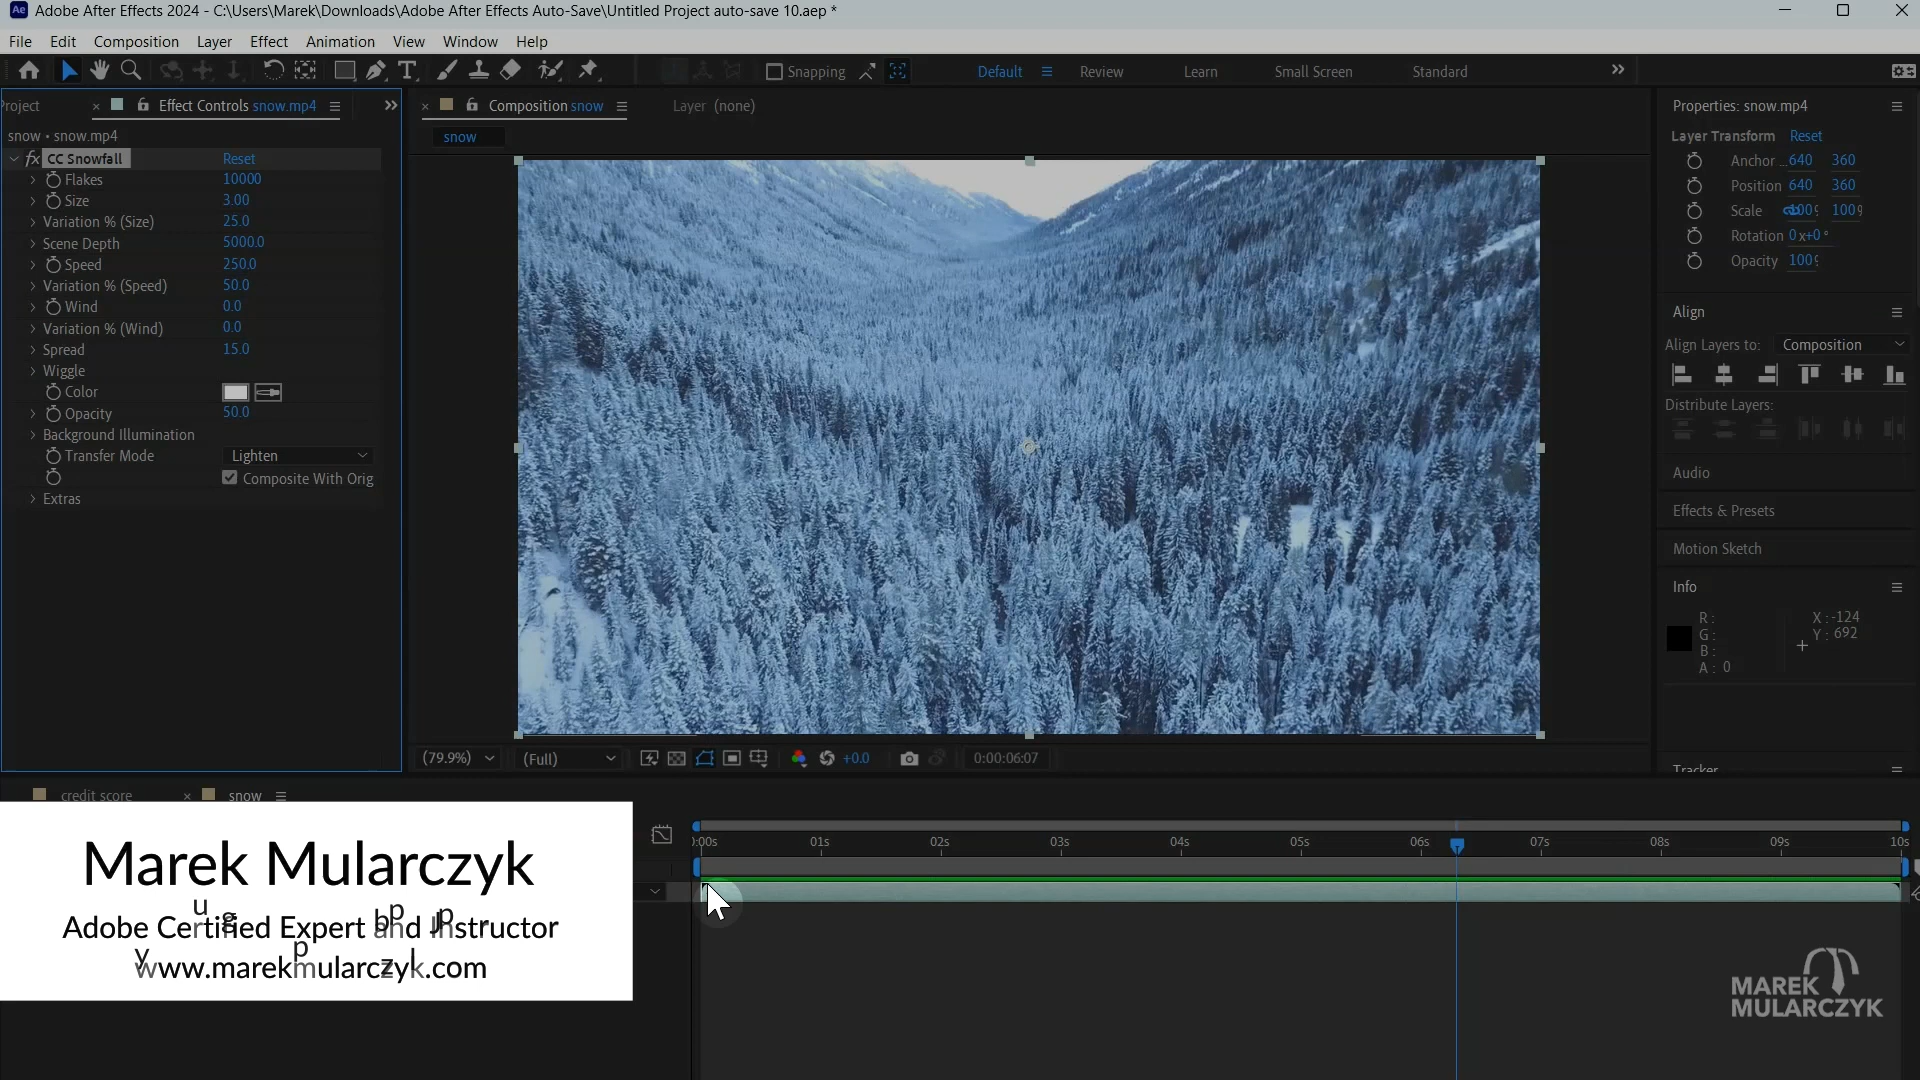 Adobe After Effects 2024 - C:\Users\Marek\Downloads\Adobe After Effects Auto-Save\Untitled Project auto-save 10.aep *
File Edit Composition Layer Effect Animation View Window Help
Snapping Default Review Learn Small Screen Standard
roject
Effect Controls snow.mp4
snow • snow.mp4
fx CC Snowfall Reset
Flakes 10000
Size 3.00
Variation % (Size) 25.0
Scene Depth 5000.0
Speed 250.0
Variation % (Speed) 50.0
Wind 0.0
Variation % (Wind) 0.0
Spread 15.0
Wiggle
Color
Opacity 50.0
Background Illumination
Transfer Mode Lighten
Composite With Orig
Extras
Composition snow
Layer (none)
snow
(79.9%) (Full) +0.0 0:00:06:07
Properties: snow.mp4
Layer Transform Reset
Anchor ... 640 360
Position 640 360
Scale 100 100
Rotation 0x+0°
Opacity 100
Align
Align Layers to: Composition
Distribute Layers:
Audio
Effects & Presets
Motion Sketch
Info
R: X: -124
G: Y: 692
B:
A: 0
Tracker
credit score
snow
):00s 01s 02s 03s 04s 05s 06s 07s 08s 09s 10s
Marek Mularczyk
Adobe Certified Expert and Instructor
www.marekmularczyk.com
MAREK
MULARCZYK